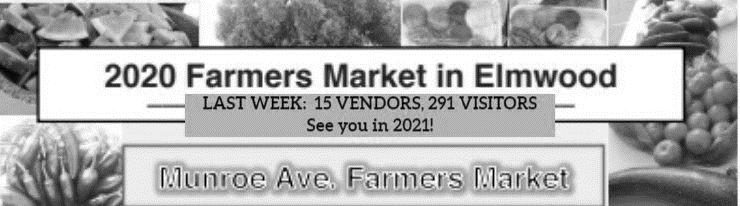 2020 Farmers Market in Elmwood
LAST WEEK: 15 VENDORS, 291 VISITORS
See you in 2021!
Munroe Ave. Farmers Market